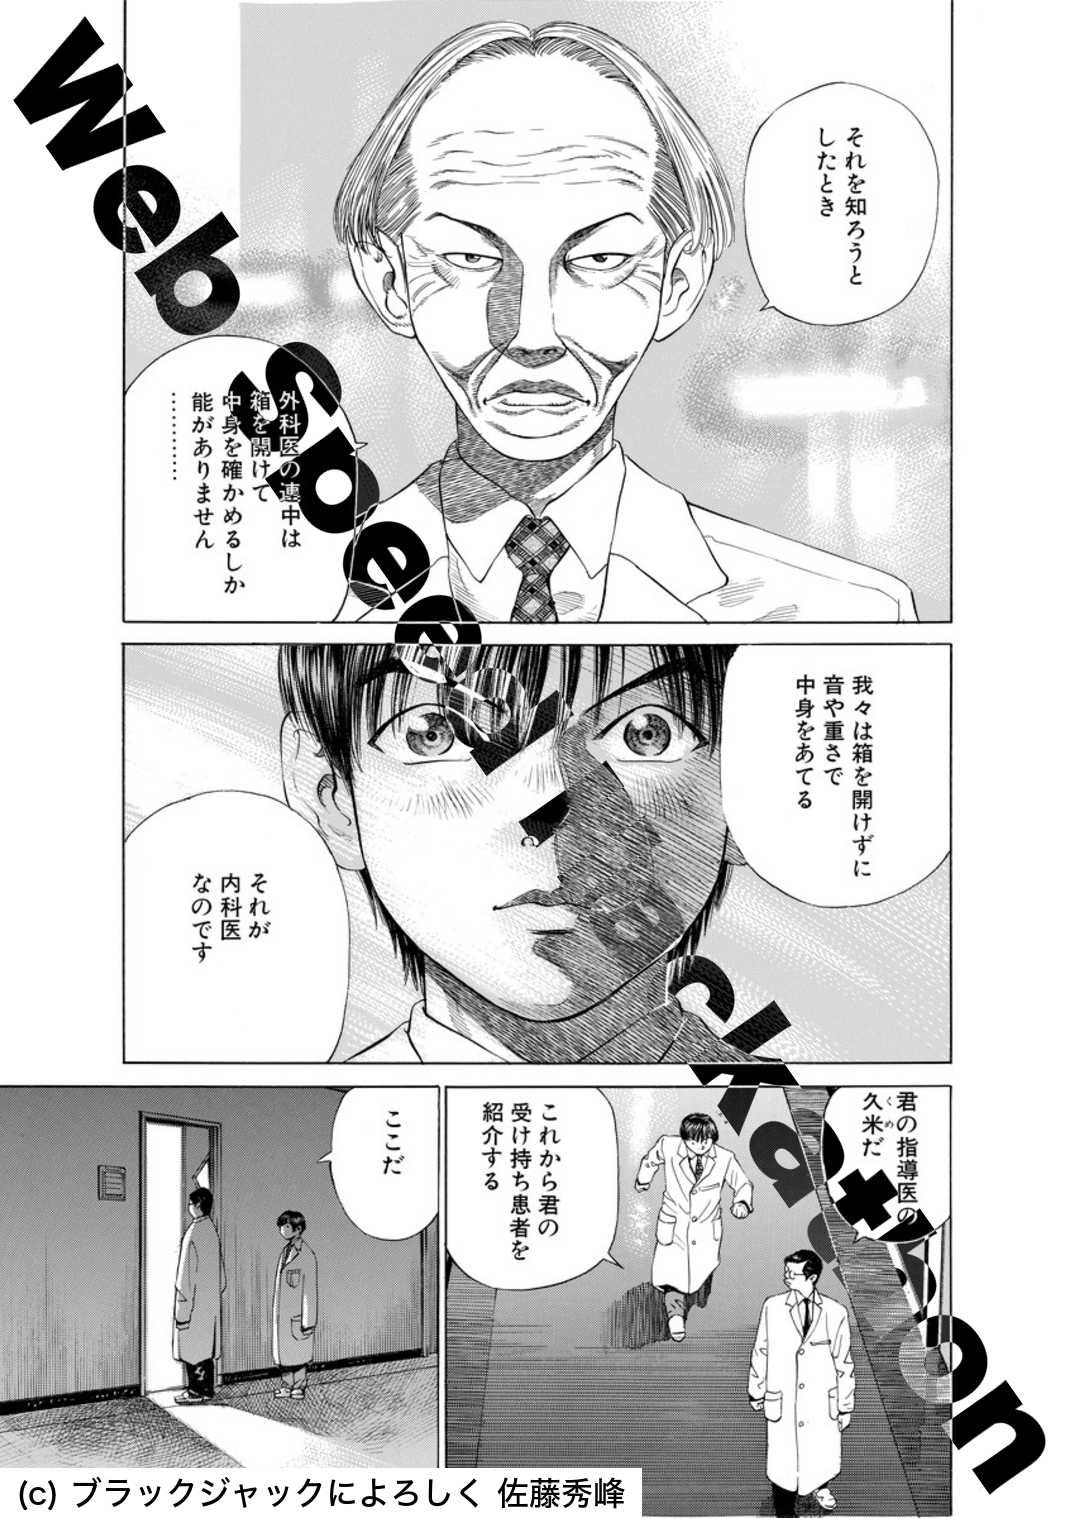 それを知ろうと
したとき
外科医の連中は
箱を開けて
中身を確かめるしか
能がありません
…………
我々は箱を開けずに
音や重さで
中身をあてる
それが
内科医
なのです
君の指導医の
久米だ
くめ
これから君の
受け持ち患者を
紹介する
ここだ
Web Speed Hackathon
(c) ブラックジャックによろしく 佐藤秀峰